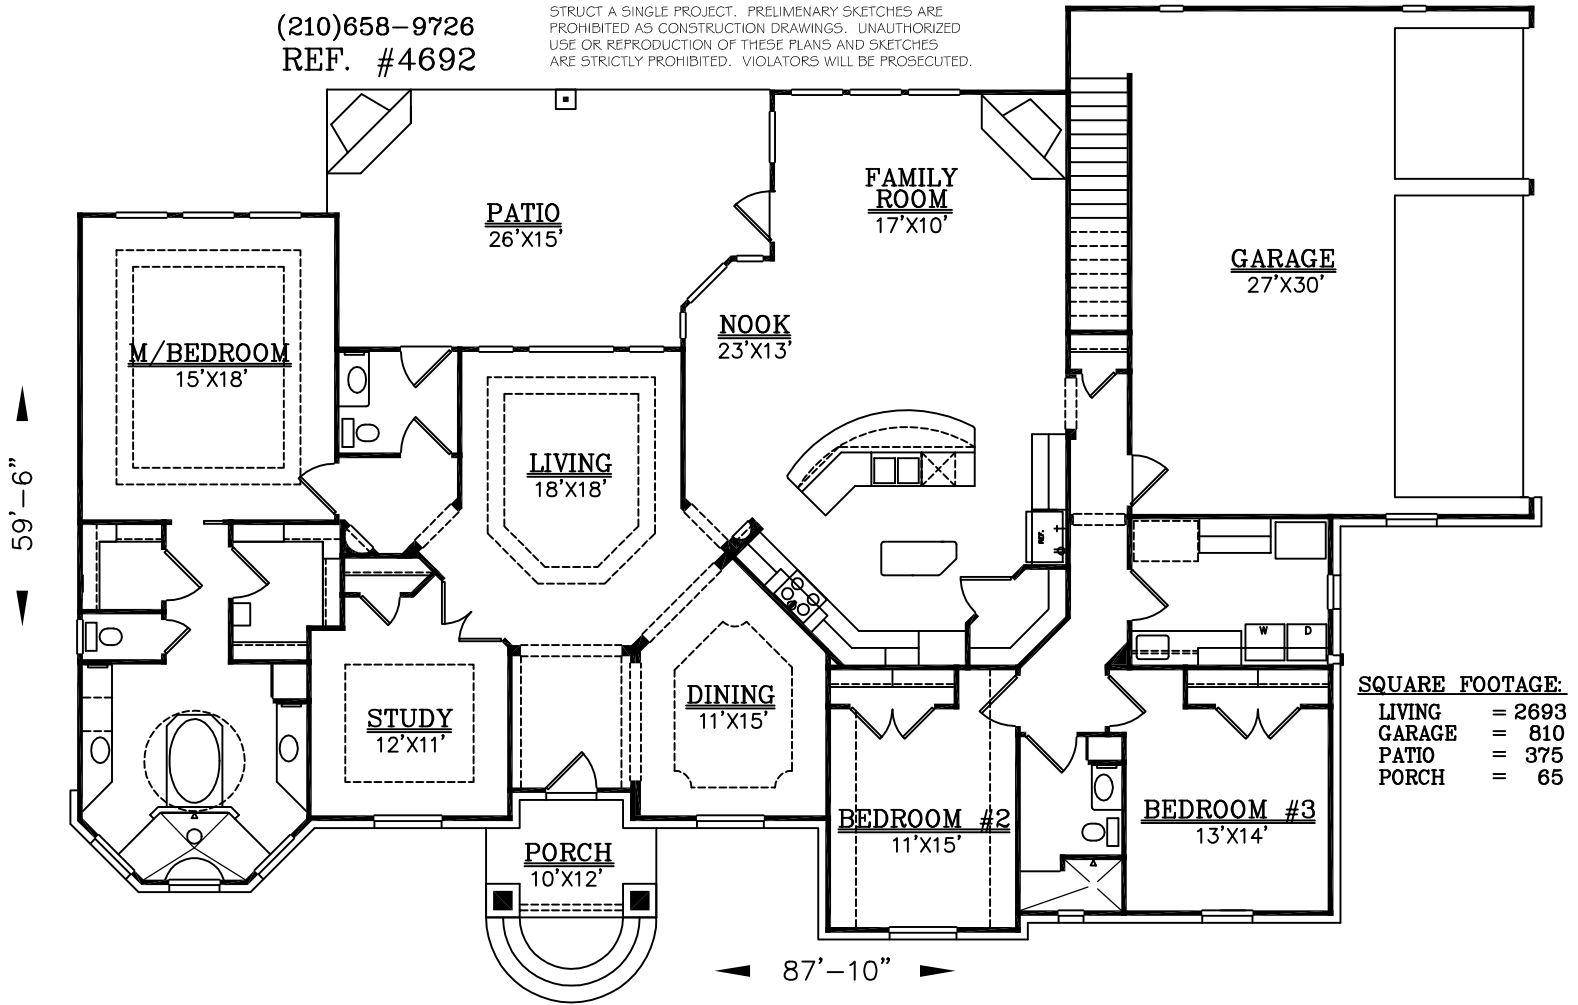 (210)658-9726
REF. #4692
STRUCT A SINGLE PROJECT. PRELIMENARY SKETCHES ARE
PROHIBITED AS CONSTRUCTION DRAWINGS. UNAUTHORIZED
USE OR REPRODUCTION OF THESE PLANS AND SKETCHES
ARE STRICTLY PROHIBITED. VIOLATORS WILL BE PROSECUTED.
FAMILY
ROOM
17'X10'
PATIO
26'X15'
GARAGE
27'X30'
NOOK
23'X13'
M/BEDROOM
15'X18'
LIVING
18'X18'
59'-6"
REF.
W D
DINING
11'X15'
STUDY
12'X11'
SQUARE FOOTAGE:
LIVING = 2693
GARAGE = 810
PATIO = 375
PORCH = 65
BEDROOM #2
11'X15'
BEDROOM #3
13'X14'
PORCH
10'X12'
87'-10"